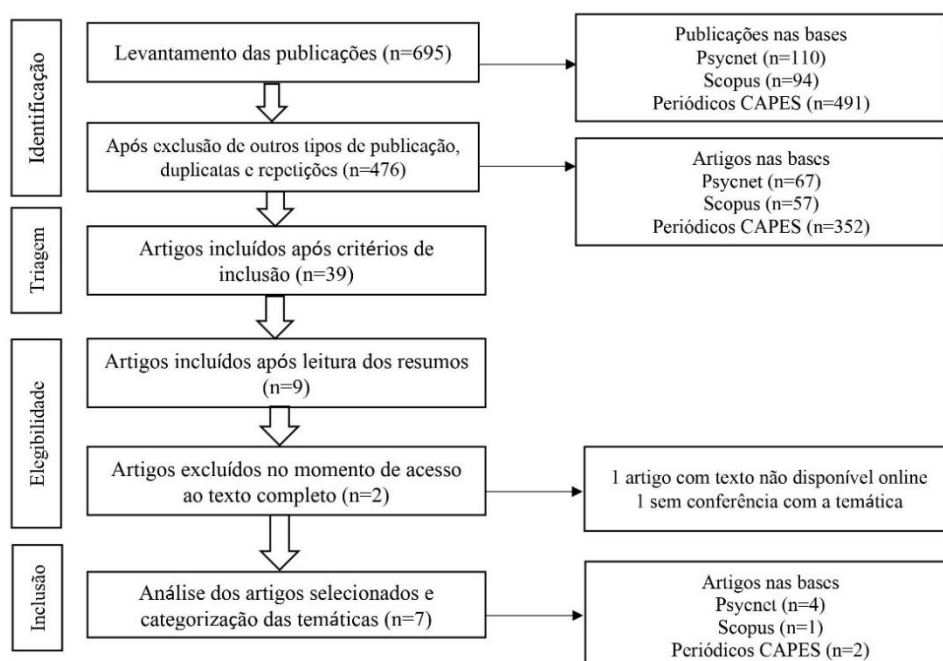 Identificação
Levantamento das publicações (n=695)
Publicações nas bases
Psycnet (n=110)
Scopus (n=94)
Periódicos CAPES (n=491)
Após exclusão de outros tipos de publicação,
duplicatas e repetições (n=476)
Artigos nas bases
Psycnet (n=67)
Scopus (n=57)
Periódicos CAPES (n=352)
Triagem
Artigos incluídos após critérios de
inclusão (n=39)
Elegibilidade
Artigos incluídos após leitura dos resumos
(n=9)
Artigos excluídos no momento de acesso
ao texto completo (n=2)
1 artigo com texto não disponível online
1 sem conferência com a temática
Inclusão
Análise dos artigos selecionados e
categorização das temáticas (n=7)
Artigos nas bases
Psycnet (n=4)
Scopus (n=1)
Periódicos CAPES (n=2)